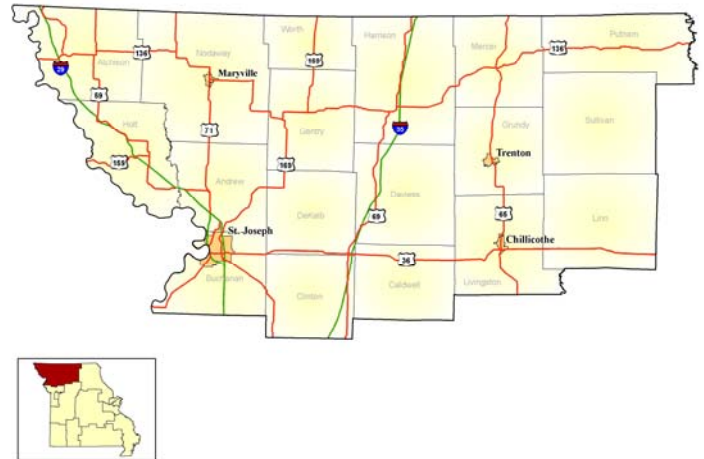 Worth
Harrison
Putnam
Nodaway
Mercer
136
169
136
Atchison
29
Maryville
59
Holt
71
Gentry
35
Grundy
Sullivan
Trenton
159
169
Andrew
Daviess
DeKalb
69
65
Linn
St. Joseph
Chillicothe
36
Buchanan
Clinton
Caldwell
Livingston